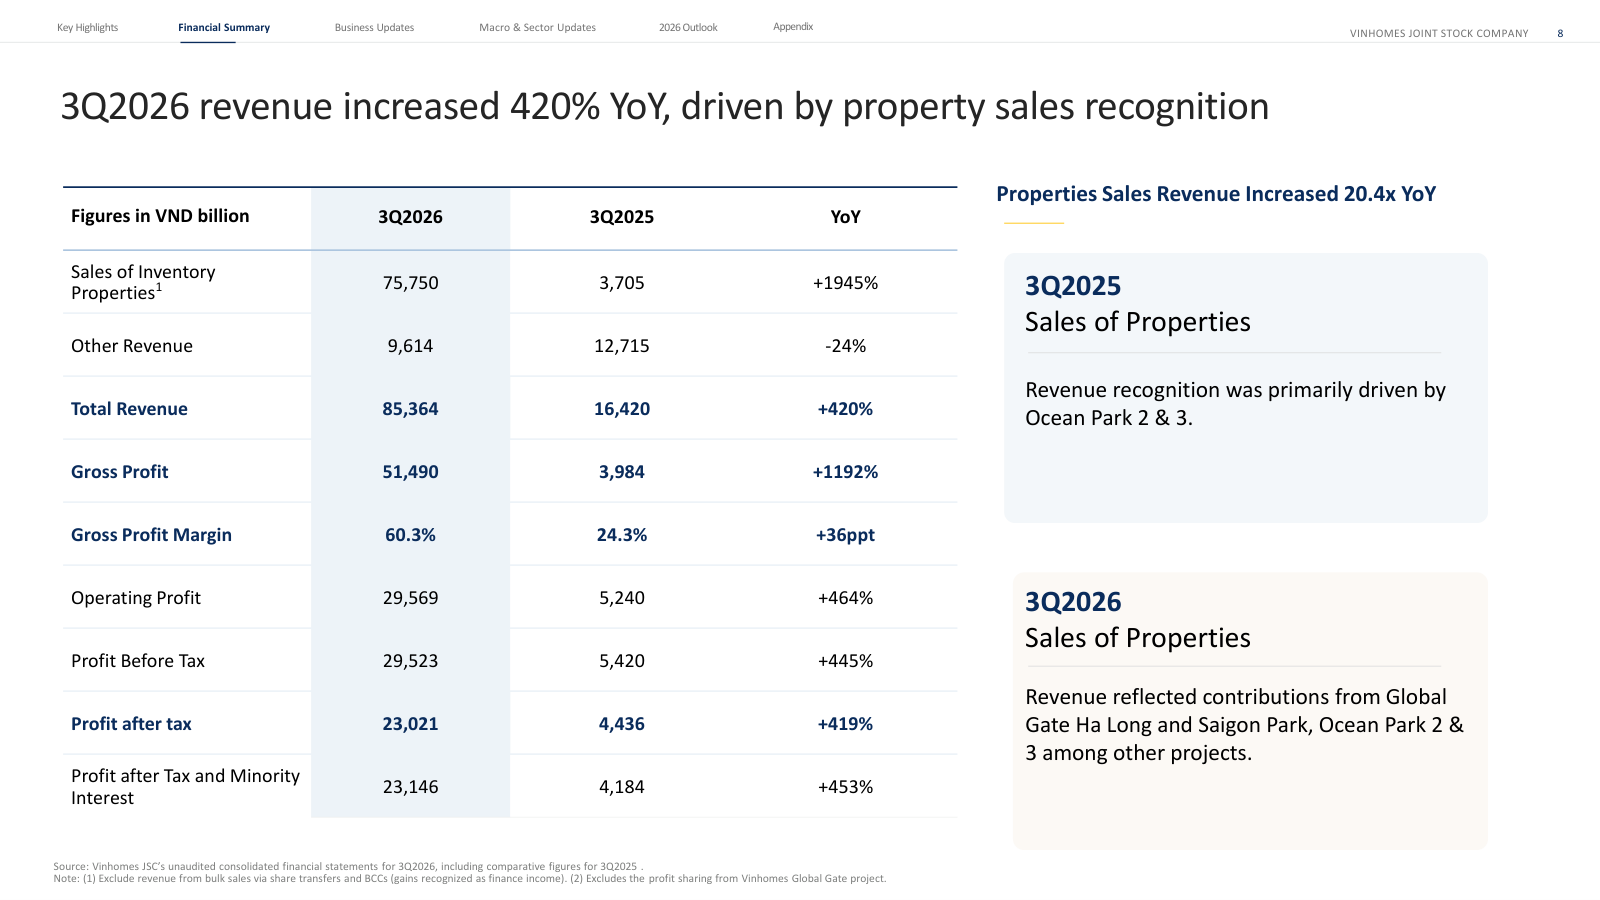 Key Highlights Financial Summary Business Updates Macro & Sector Updates 2026 Outlook Appendix
VINHOMES JOINT STOCK COMPANY 8
3Q2026 revenue increased 420% YoY, driven by property sales recognition
Figures in VND billion 3Q2026 3Q2025 YoY
Sales of Inventory
Properties¹ 75,750 3,705 +1945%
Other Revenue 9,614 12,715 -24%
Total Revenue 85,364 16,420 +420%
Gross Profit 51,490 3,984 +1192%
Gross Profit Margin 60.3% 24.3% +36ppt
Operating Profit 29,569 5,240 +464%
Profit Before Tax 29,523 5,420 +445%
Profit after tax 23,021 4,436 +419%
Profit after Tax and Minority
Interest 23,146 4,184 +453%
Properties Sales Revenue Increased 20.4x YoY
3Q2025
Sales of Properties
Revenue recognition was primarily driven by
Ocean Park 2 & 3.
3Q2026
Sales of Properties
Revenue reflected contributions from Global
Gate Ha Long and Saigon Park, Ocean Park 2 &
3 among other projects.
Source: Vinhomes JSC’s unaudited consolidated financial statements for 3Q2026, including comparative figures for 3Q2025 .
Note: (1) Exclude revenue from bulk sales via share transfers and BCCs (gains recognized as finance income). (2) Excludes the profit sharing from Vinhomes Global Gate project.